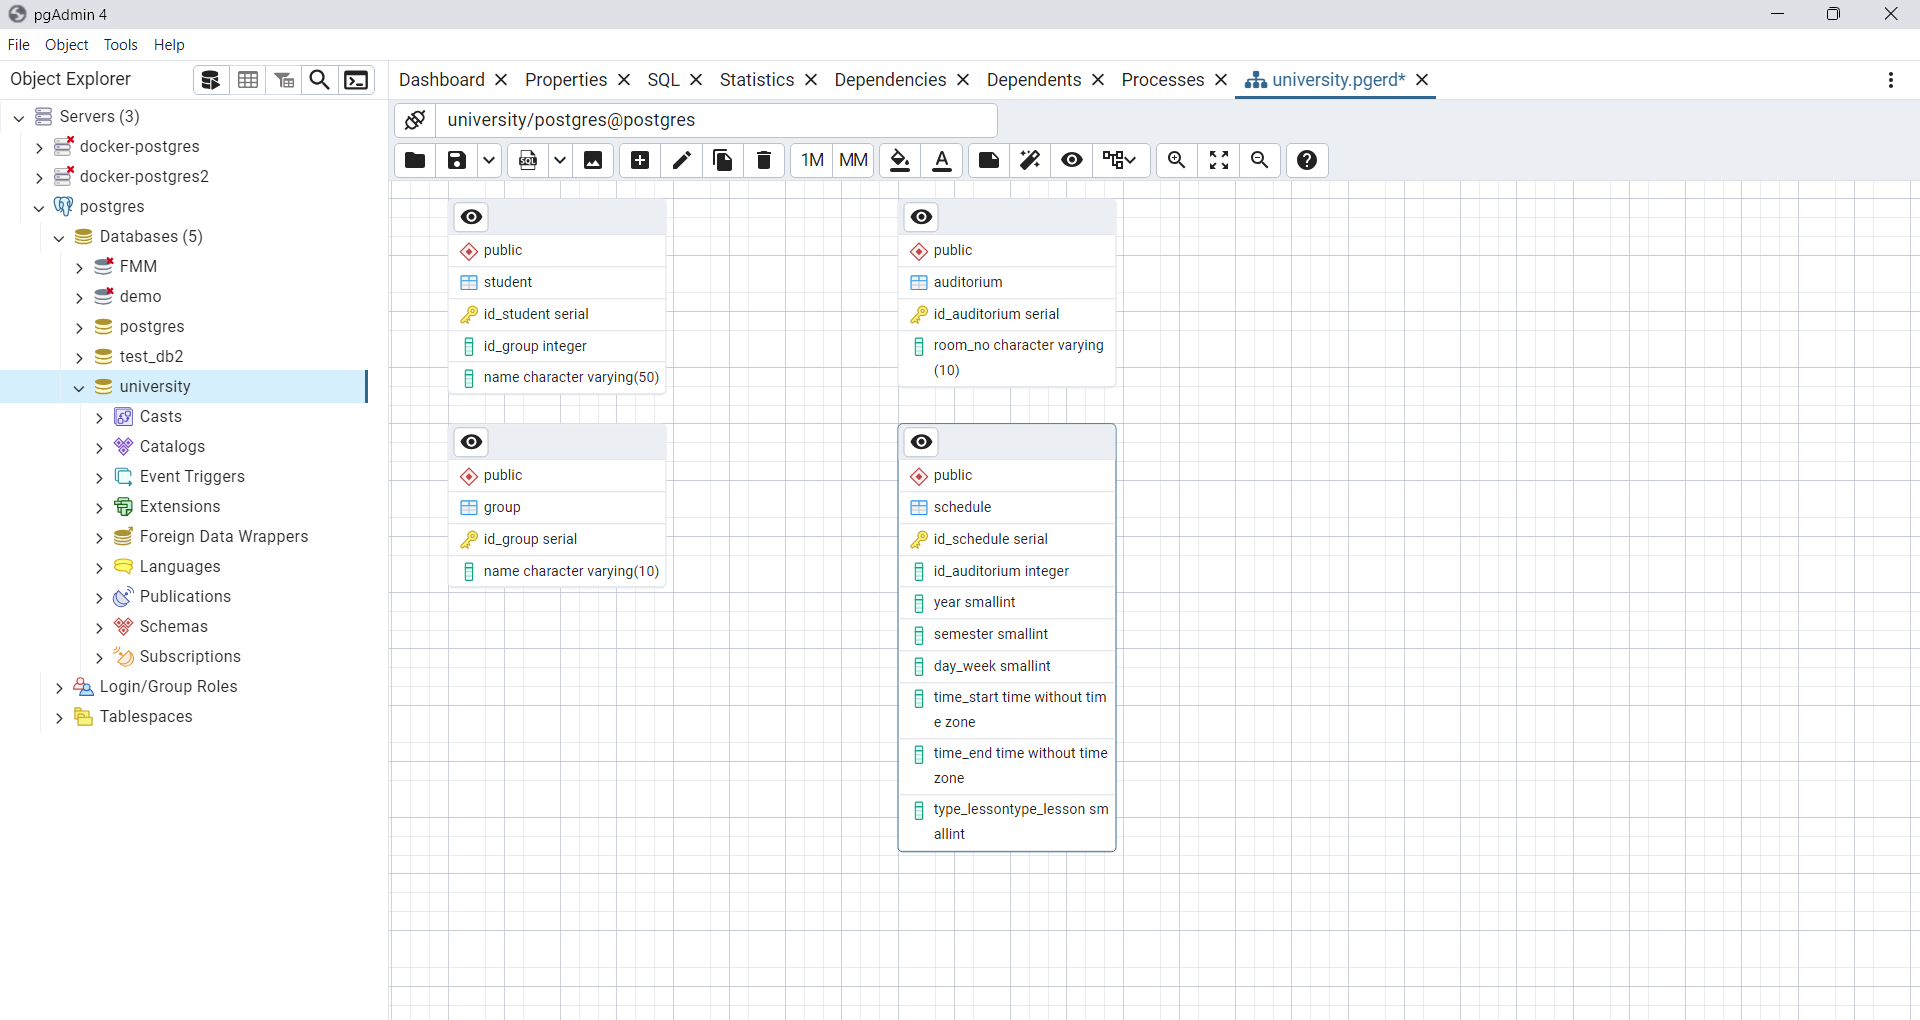 pgAdmin 4
File Object Tools Help
Object Explorer
Dashboard Properties SQL Statistics Dependencies Dependents Processes university.pgerd*
Servers (3)
docker-postgres
docker-postgres2
postgres
Databases (5)
FMM
demo
postgres
test_db2
university
Casts
Catalogs
Event Triggers
Extensions
Foreign Data Wrappers
Languages
Publications
Schemas
Subscriptions
Login/Group Roles
Tablespaces
university/postgres@postgres
SQL 1M MM A
public
student
id_student serial
id_group integer
name character varying(50)
public
auditorium
id_auditorium serial
room_no character varying
(10)
public
group
id_group serial
name character varying(10)
public
schedule
id_schedule serial
id_auditorium integer
year smallint
semester smallint
day_week smallint
time_start time without tim
e zone
time_end time without time
zone
type_lessontype_lesson sm
allint